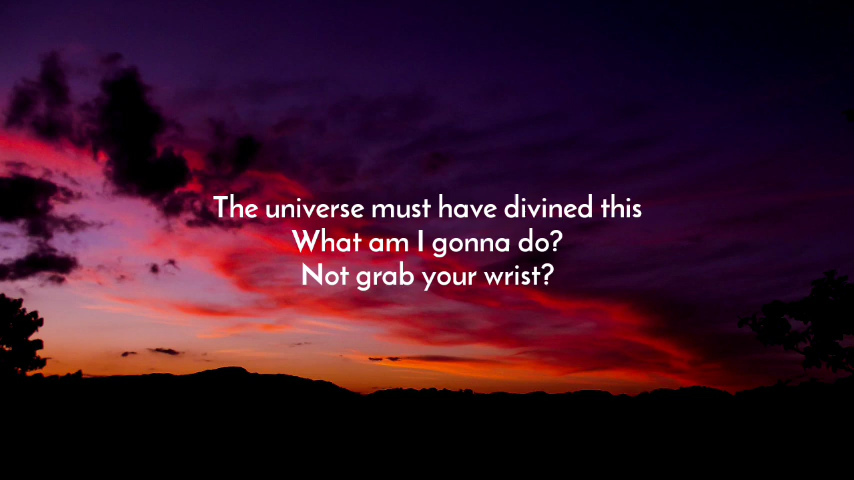 The universe must have divined this
What am I gonna do?
Not grab your wrist?